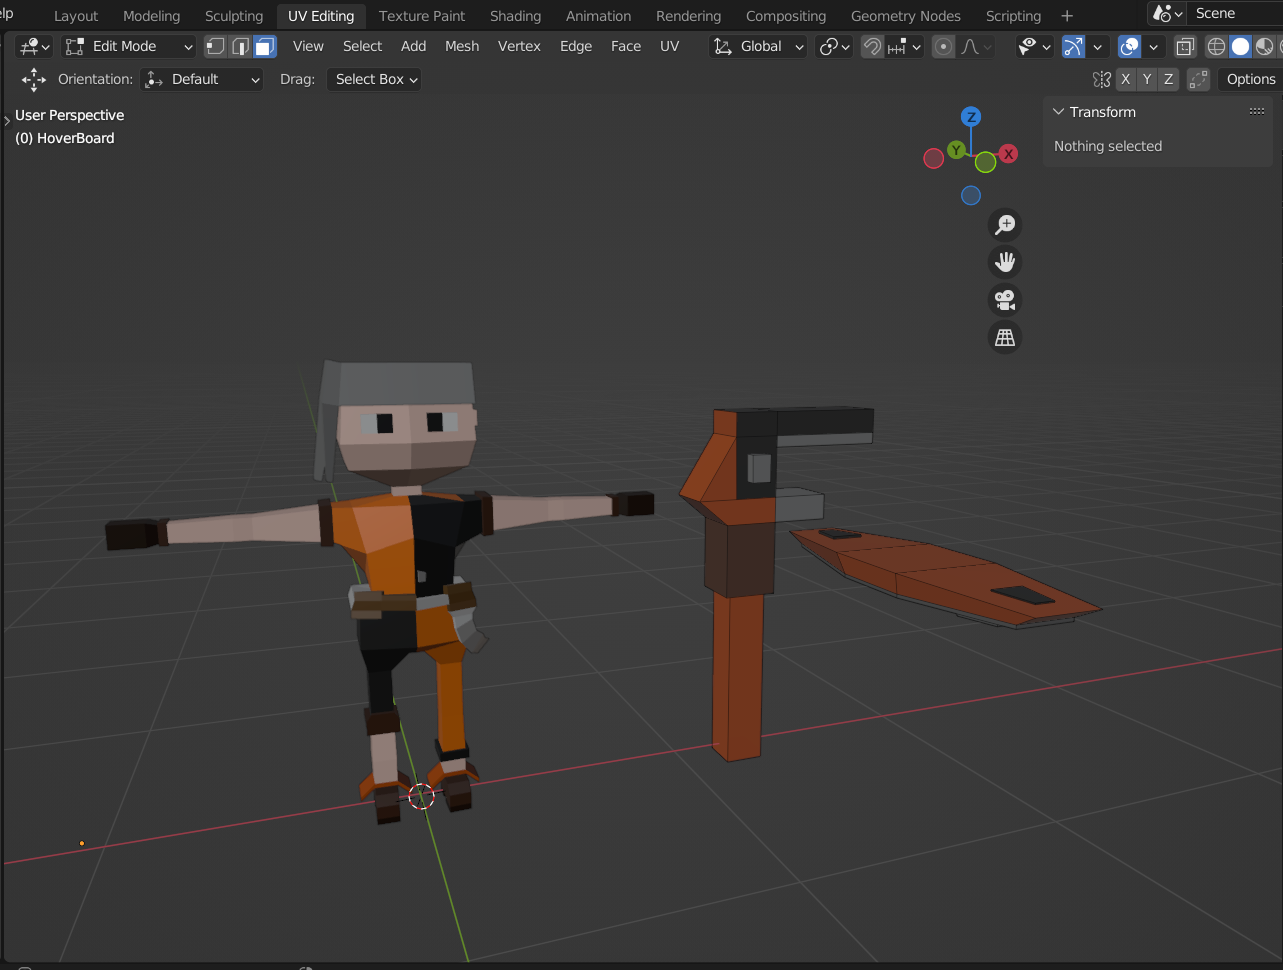 elp Layout Modeling Sculpting UV Editing Texture Paint Shading Animation Rendering Compositing Geometry Nodes Scripting + Scene
Edit Mode View Select Add Mesh Vertex Edge Face UV Global
Orientation: Default Drag: Select Box X Y Z Options
User Perspective
(0) HoverBoard
Transform
Nothing selected
Z
Y
X